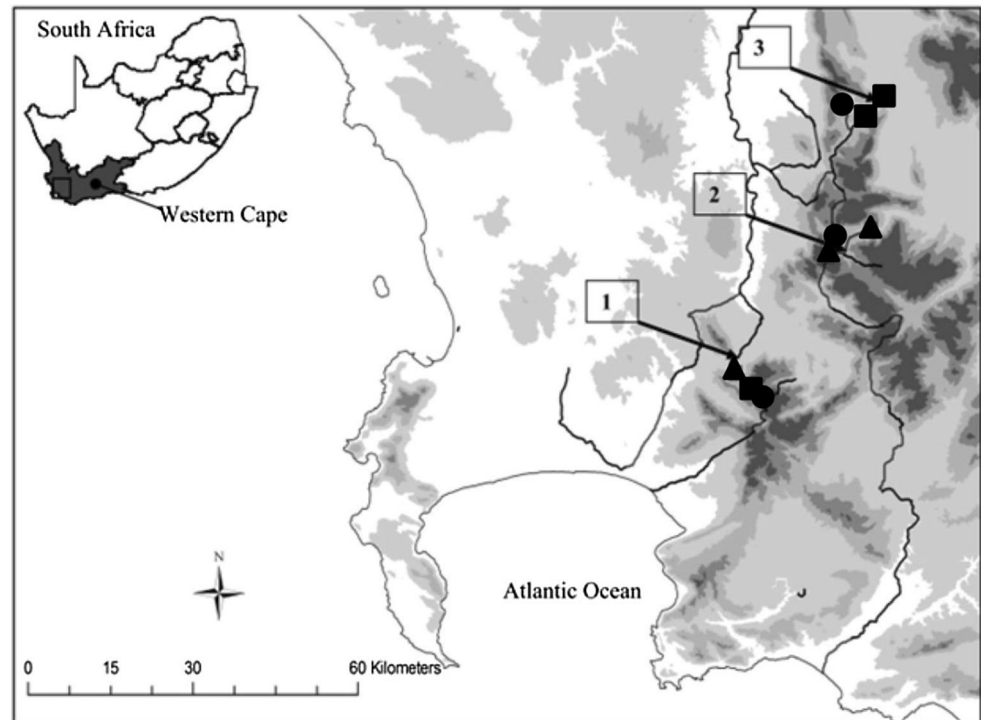 South Africa
Western Cape
3
2
1
Atlantic Ocean
N
0 15 30 60 Kilometers